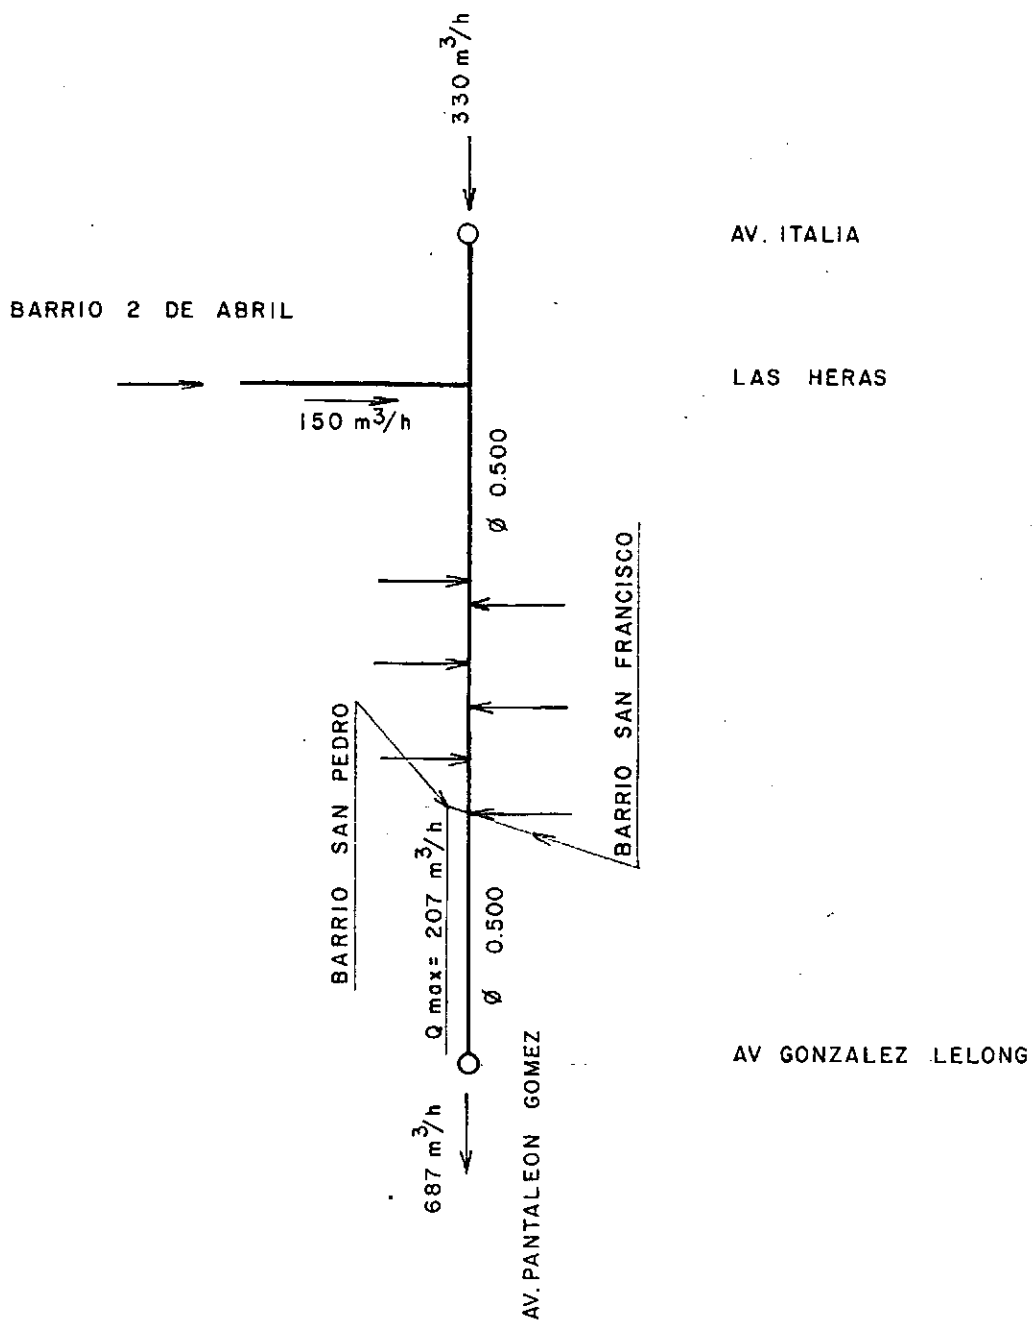 330 m³/h
AV. ITALIA
BARRIO 2 DE ABRIL
LAS HERAS
150 m³/h
Ø 0.500
BARRIO SAN FRANCISCO
BARRIO SAN PEDRO
Q max = 207 m³/h
Ø 0.500
AV GONZALEZ LELONG
687 m³/h
AV. PANTALEON GOMEZ